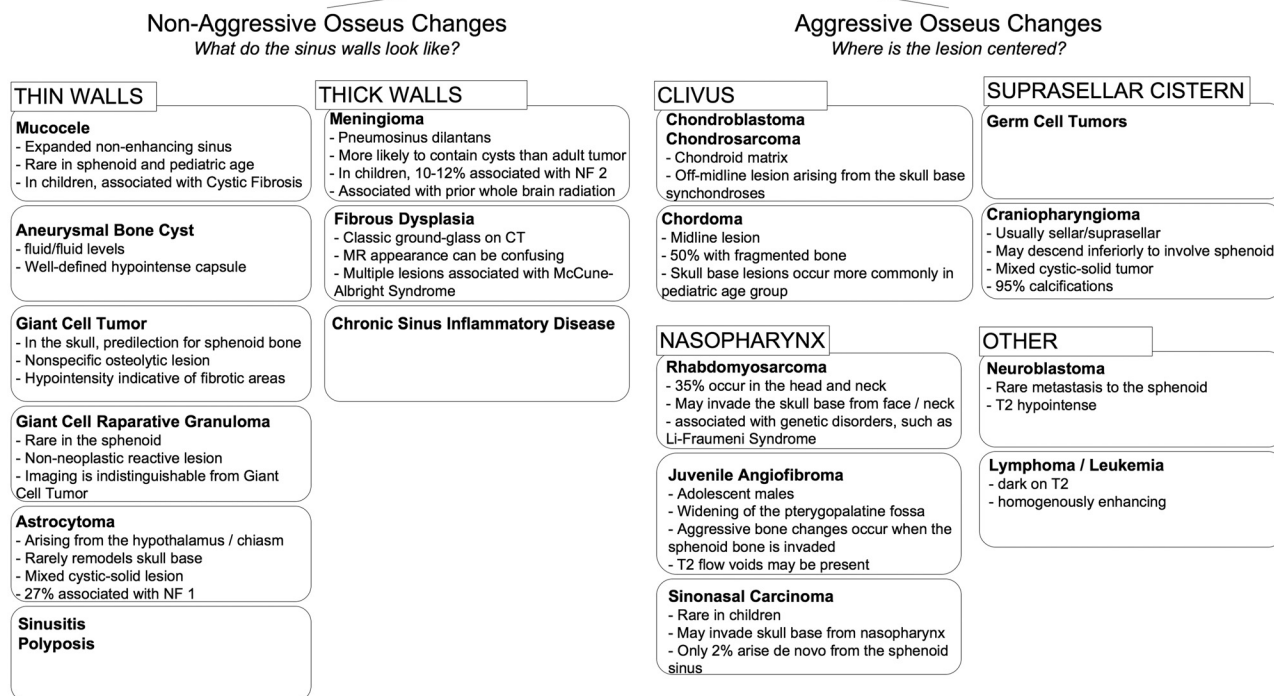 Non-Aggressive Osseus Changes
What do the sinus walls look like?
THIN WALLS
Mucocele
- Expanded non-enhancing sinus
- Rare in sphenoid and pediatric age
- In children, associated with Cystic Fibrosis
Aneurysmal Bone Cyst
- fluid/fluid levels
- Well-defined hypointense capsule
Giant Cell Tumor
- In the skull, predilection for sphenoid bone
- Nonspecific osteolytic lesion
- Hypointensity indicative of fibrotic areas
Giant Cell Raparative Granuloma
- Rare in the sphenoid
- Non-neoplastic reactive lesion
- Imaging is indistinguishable from Giant
Cell Tumor
Astrocytoma
- Arising from the hypothalamus / chiasm
- Rarely remodels skull base
- Mixed cystic-solid lesion
- 27% associated with NF 1
Sinusitis
Polyposis
THICK WALLS
Meningioma
- Pneumosinus dilantans
- More likely to contain cysts than adult tumor
- In children, 10-12% associated with NF 2
- Associated with prior whole brain radiation
Fibrous Dysplasia
- Classic ground-glass on CT
- MR appearance can be confusing
- Multiple lesions associated with McCune-
Albright Syndrome
Chronic Sinus Inflammatory Disease
Aggressive Osseus Changes
Where is the lesion centered?
CLIVUS
Chondroblastoma
Chondrosarcoma
- Chondroid matrix
- Off-midline lesion arising from the skull base
synchondroses
Chordoma
- Midline lesion
- 50% with fragmented bone
- Skull base lesions occur more commonly in
pediatric age group
SUPRASELLAR CISTERN
Germ Cell Tumors
Craniopharyngioma
- Usually sellar/suprasellar
- May descend inferiorly to involve sphenoid
- Mixed cystic-solid tumor
- 95% calcifications
NASOPHARYNX
Rhabdomyosarcoma
- 35% occur in the head and neck
- May invade the skull base from face / neck
- associated with genetic disorders, such as
Li-Fraumeni Syndrome
Juvenile Angiofibroma
- Adolescent males
- Widening of the pterygopalatine fossa
- Aggressive bone changes occur when the
sphenoid bone is invaded
- T2 flow voids may be present
Sinonasal Carcinoma
- Rare in children
- May invade skull base from nasopharynx
- Only 2% arise de novo from the sphenoid
sinus
OTHER
Neuroblastoma
- Rare metastasis to the sphenoid
- T2 hypointense
Lymphoma / Leukemia
- dark on T2
- homogenously enhancing